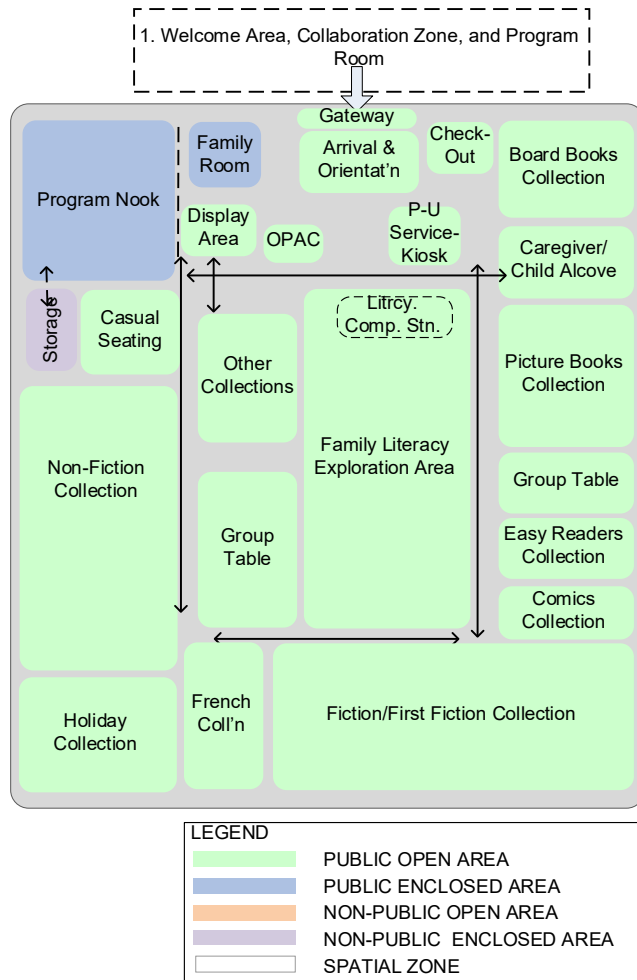 1. Welcome Area, Collaboration Zone, and Program
Room
Gateway
Arrival &
Orientat'n
Check-
Out
Family
Room
Program Nook
Board Books
Collection
Display
Area
OPAC
P-U
Service-
Kiosk
Caregiver/
Child Alcove
Storage
Casual
Seating
Litrcy.
Comp. Stn.
Other
Collections
Picture Books
Collection
Family Literacy
Exploration Area
Non-Fiction
Collection
Group Table
Group
Table
Easy Readers
Collection
Comics
Collection
Holiday
Collection
French
Coll'n
Fiction/First Fiction Collection
LEGEND
PUBLIC OPEN AREA
PUBLIC ENCLOSED AREA
NON-PUBLIC OPEN AREA
NON-PUBLIC ENCLOSED AREA
SPATIAL ZONE